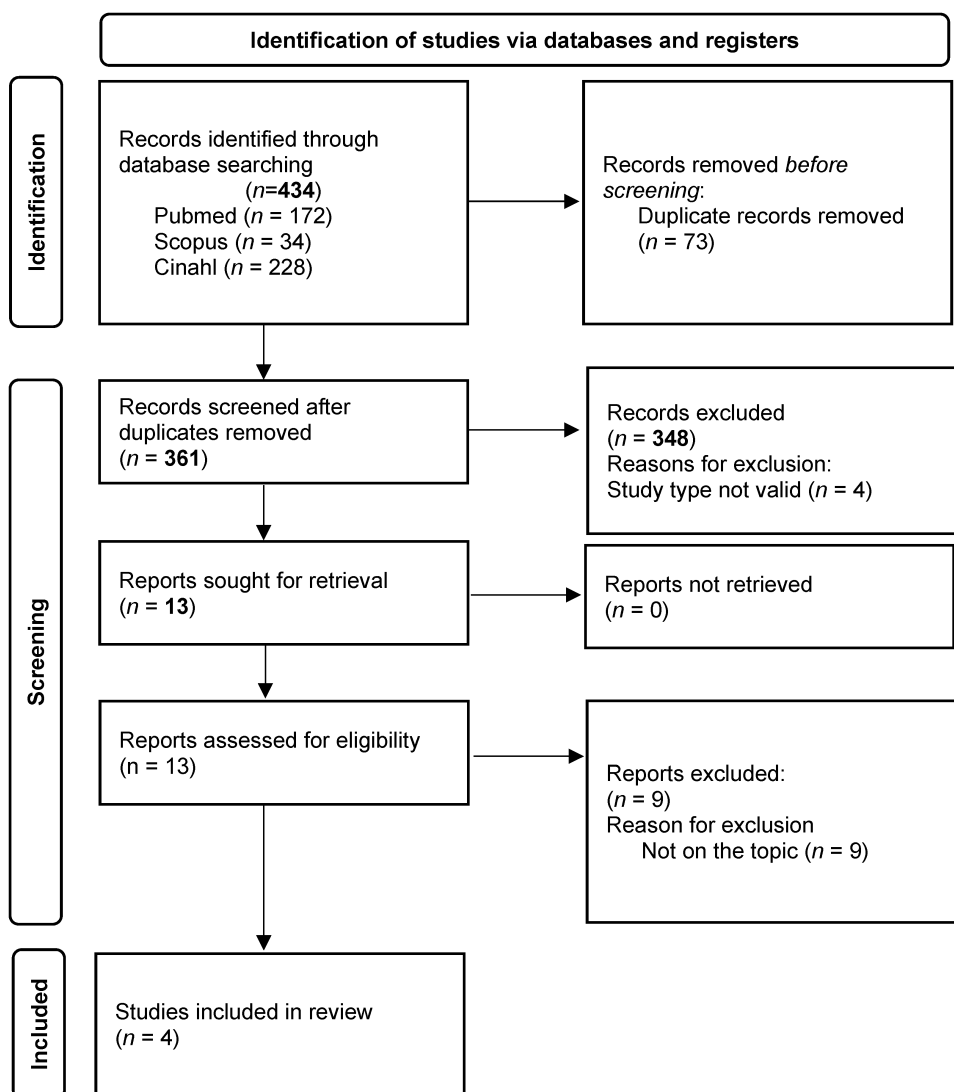 Identification of studies via databases and registers
Identification
Records identified through
database searching
(n=434)
Pubmed (n = 172)
Scopus (n = 34)
Cinahl (n = 228)
Records removed before
screening:
Duplicate records removed
(n = 73)
Screening
Records screened after
duplicates removed
(n = 361)
Records excluded
(n = 348)
Reasons for exclusion:
Study type not valid (n = 4)
Reports sought for retrieval
(n = 13)
Reports not retrieved
(n = 0)
Reports assessed for eligibility
(n = 13)
Reports excluded:
(n = 9)
Reason for exclusion
Not on the topic (n = 9)
Included
Studies included in review
(n = 4)